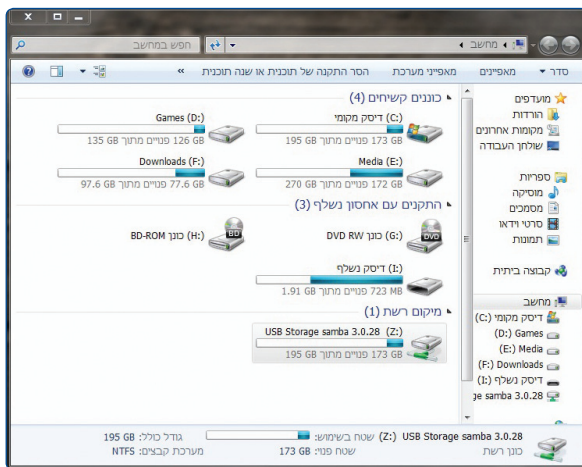 מחשב
חפש במחשב
סדר
מאפיינים
מאפייני מערכת
הסר התקנה של תוכנית או שנה תוכנית
»
מועדפים
הורדות
מקומות אחרונים
שולחן העבודה
ספריות
מוסיקה
מסמכים
סרטי וידאו
תמונות
קבוצה ביתית
מחשב
דיסק מקומי (C:)
Games (D:)
Media (E:)
Downloads (F:)
דיסק נשלף (I:)
ge samba 3.0.28
כוננים קשיחים (4)
דיסק מקומי (C:)
173 GB פנויים מתוך 195 GB
Games (D:)
126 GB פנויים מתוך 135 GB
Media (E:)
172 GB פנויים מתוך 270 GB
Downloads (F:)
77.6 GB פנויים מתוך 97.6 GB
התקנים עם אחסון נשלף (3)
DVD
כונן DVD RW (G:)
BD
כונן BD-ROM (H:)
דיסק נשלף (I:)
723 MB פנויים מתוך 1.91 GB
מיקום רשת (1)
USB Storage samba 3.0.28 (Z:)
173 GB פנויים מתוך 195 GB
USB Storage samba 3.0.28 (Z:) שטח בשימוש:
גודל כולל: 195 GB
כונן רשת
שטח פנוי: 173 GB
מערכת קבצים: NTFS